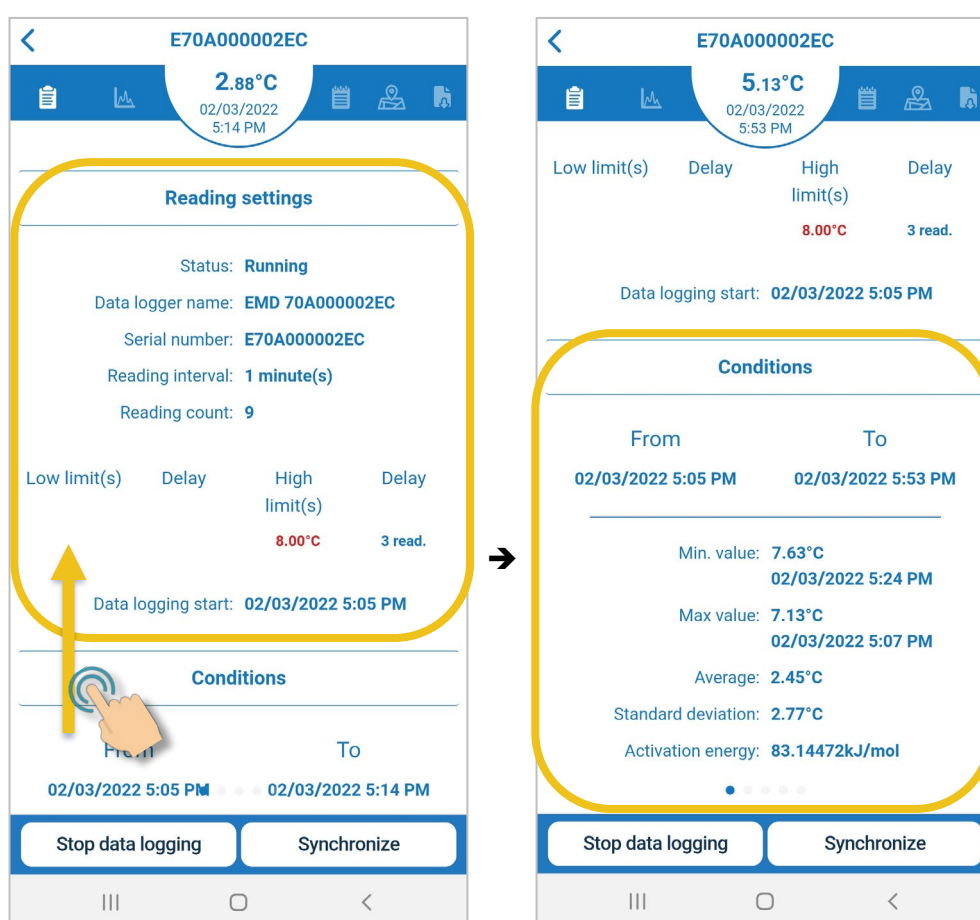 E70A000002EC
2.88°C
02/03/2022
5:14 PM
Reading settings
Status: Running
Data logger name: EMD 70A000002EC
Serial number: E70A000002EC
Reading interval: 1 minute(s)
Reading count: 9
Low limit(s) Delay High limit(s) Delay
8.00°C 3 read.
Data logging start: 02/03/2022 5:05 PM
Conditions
From To
02/03/2022 5:05 PM 02/03/2022 5:14 PM
Stop data logging Synchronize
E70A000002EC
5.13°C
02/03/2022
5:53 PM
Low limit(s) Delay High limit(s) Delay
8.00°C 3 read.
Data logging start: 02/03/2022 5:05 PM
Conditions
From To
02/03/2022 5:05 PM 02/03/2022 5:53 PM
Min. value: 7.63°C
02/03/2022 5:24 PM
Max value: 7.13°C
02/03/2022 5:07 PM
Average: 2.45°C
Standard deviation: 2.77°C
Activation energy: 83.14472kJ/mol
Stop data logging Synchronize